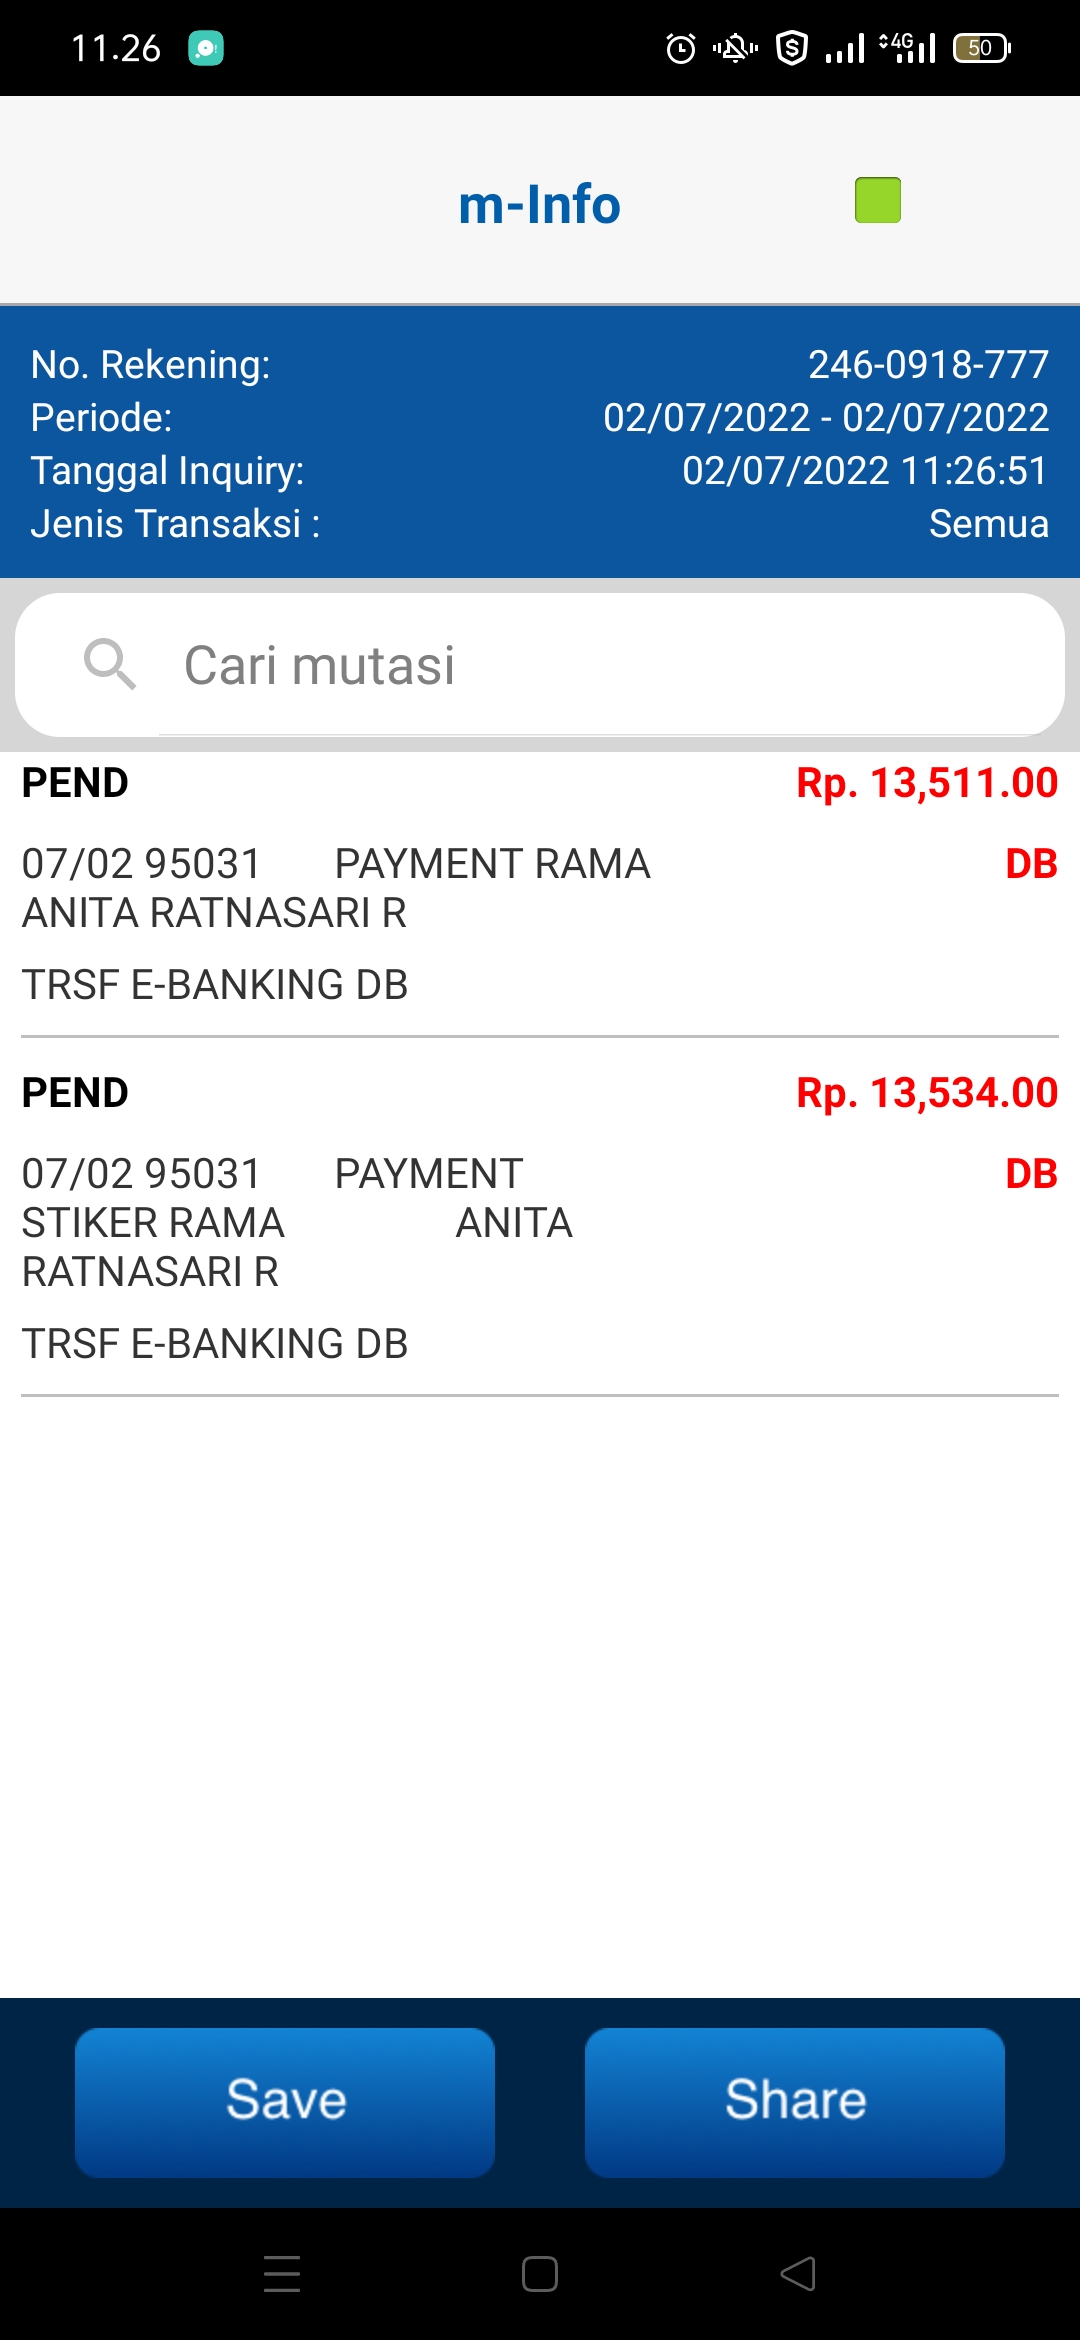 11.26
4G 50
m-Info
No. Rekening: 246-0918-777
Periode: 02/07/2022 - 02/07/2022
Tanggal Inquiry: 02/07/2022 11:26:51
Jenis Transaksi : Semua
Cari mutasi
PEND Rp. 13,511.00
07/02 95031 PAYMENT RAMA DB
ANITA RATNASARI R
TRSF E-BANKING DB
PEND Rp. 13,534.00
07/02 95031 PAYMENT DB
STIKER RAMA ANITA
RATNASARI R
TRSF E-BANKING DB
Save Share